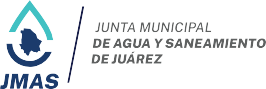 JUNTA MUNICIPAL
DE AGUA Y SANEAMIENTO
DE JUÁREZ
JMAS